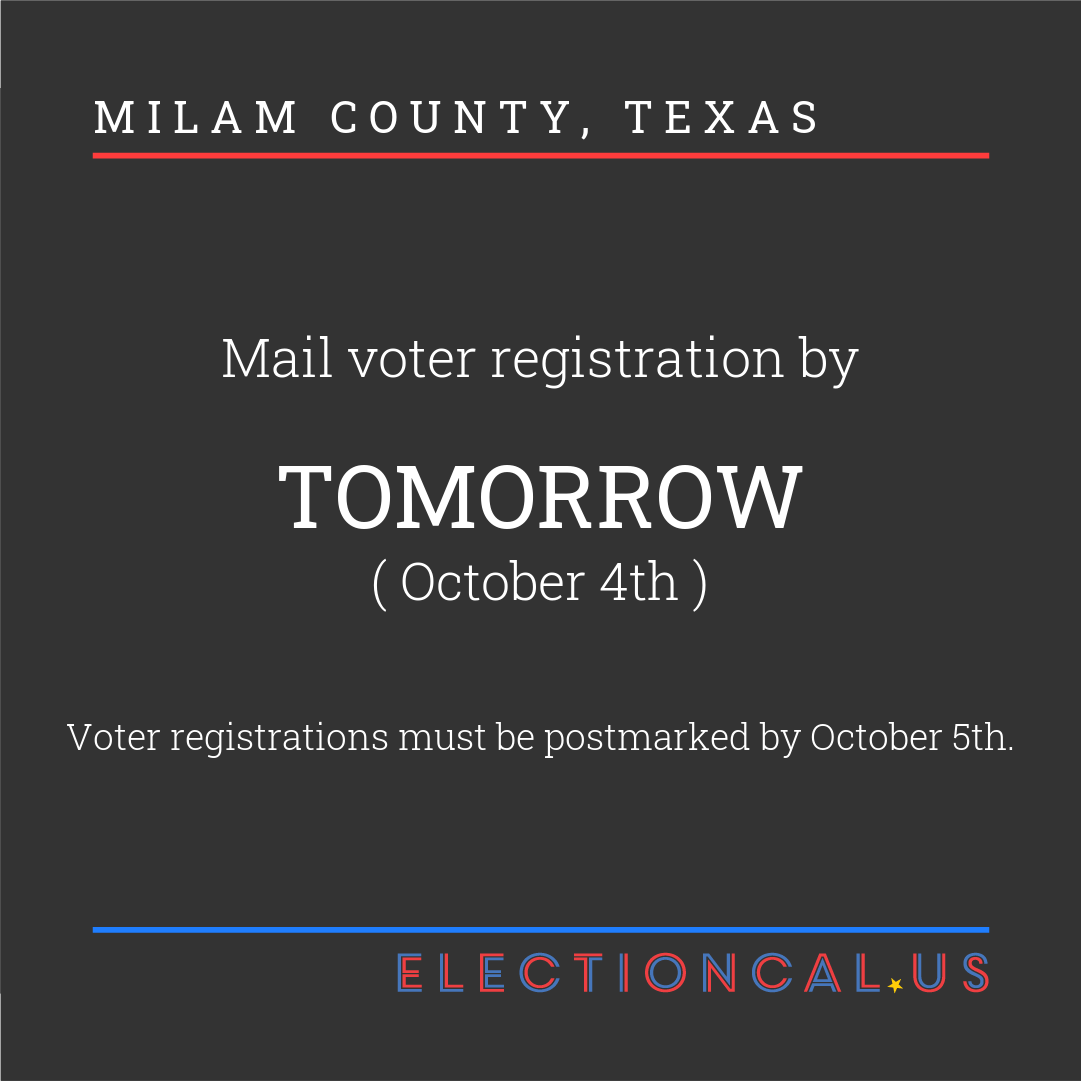 MILAM COUNTY, TEXAS
Mail voter registration by
TOMORROW
( October 4th )
Voter registrations must be postmarked by October 5th.
ELECTIONCAL.US